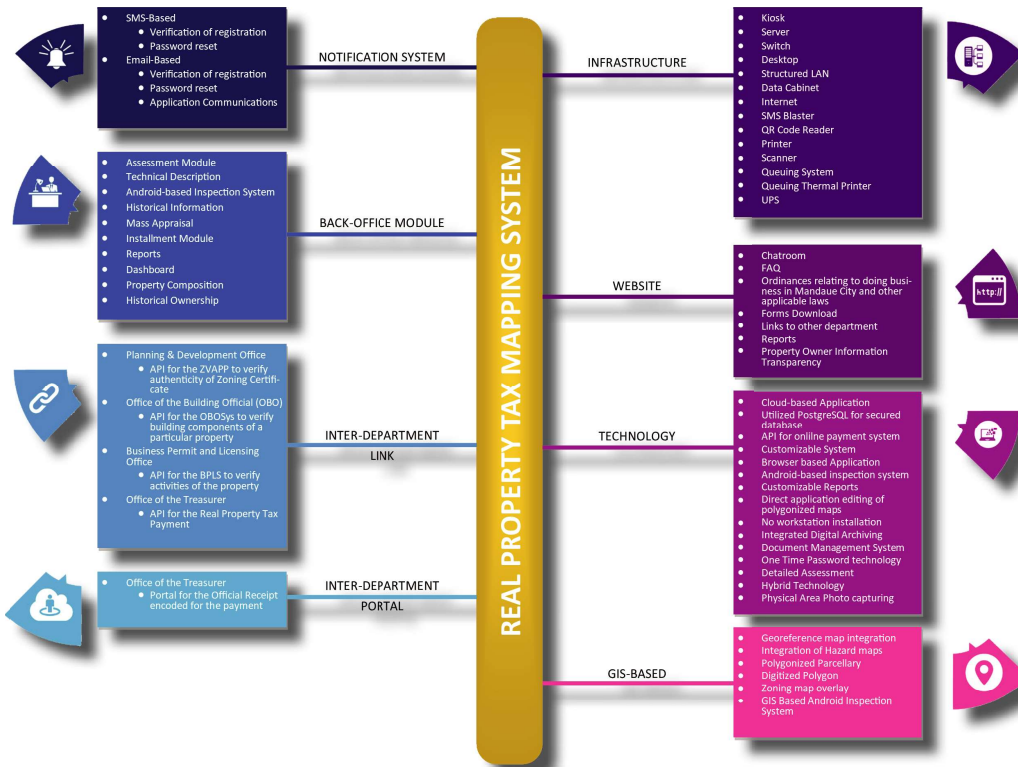 SMS-Based
Verification of registration
Password reset
Email-Based
Verification of registration
Password reset
Application Communications
NOTIFICATION SYSTEM
Assessment Module
Technical Description
Android-based Inspection System
Historical Information
Mass Appraisal
Installment Module
Reports
Dashboard
Property Composition
Historical Ownership
BACK-OFFICE MODULE
Planning & Development Office
API for the ZVAPP to verify
authenticity of Zoning Certifi-
cate
Office of the Building Official (OBO)
API for the OBOSys to verify
building components of a
particular property
Business Permit and Licensing
Office
API for the BPLS to verify
activities of the property
Office of the Treasurer
API for the Real Property Tax
Payment
INTER-DEPARTMENT
LINK
Office of the Treasurer
Portal for the Official Receipt
encoded for the payment
INTER-DEPARTMENT
PORTAL
REAL PROPERTY TAX MAPPING SYSTEM
INFRASTRUCTURE
Kiosk
Server
Switch
Desktop
Structured LAN
Data Cabinet
Internet
SMS Blaster
QR Code Reader
Printer
Scanner
Queuing System
Queuing Thermal Printer
UPS
WEBSITE
Chatroom
FAQ
Ordinances relating to doing busi-
ness in Mandaue City and other
applicable laws
Forms Download
Links to other department
Reports
Property Owner Information
Transparency
http://
TECHNOLOGY
Cloud-based Application
Utilized PostgreSQL for secured
database
API for online payment system
Customizable System
Browser based Application
Android-based inspection system
Customizable Reports
Direct application editing of
polygonized maps
No workstation installation
Integrated Digital Archiving
Document Management System
One Time Password technology
Detailed Assessment
Hybrid Technology
Physical Area Photo capturing
GIS-BASED
Georeference map integration
Integration of Hazard maps
Polygonized Parcellary
Digitized Polygon
Zoning map overlay
GIS Based Android Inspection
System